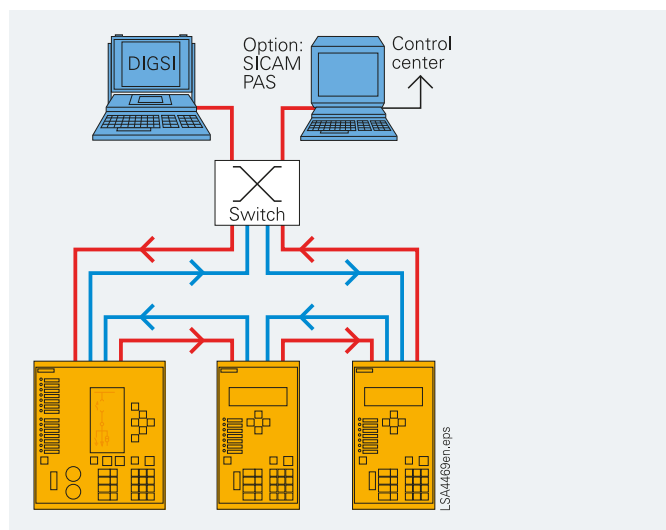 DIGSI
Option:
SICAM
PAS
Control
center
Switch
LSA4469en.eps